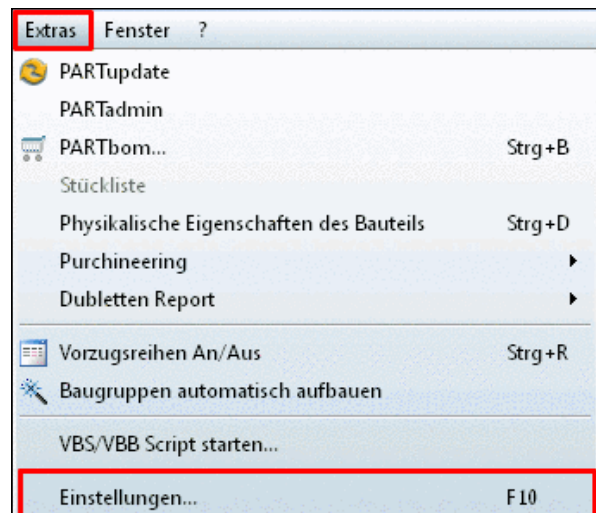 Extras Fenster ?
PARTupdate
PARTadmin
PARTbom... Strg+B
Stückliste
Physikalische Eigenschaften des Bauteils Strg+D
Purchineering
Dubletten Report
Vorzugsreihen An/Aus Strg+R
Baugruppen automatisch aufbauen
VBS/VBB Script starten...
Einstellungen... F10